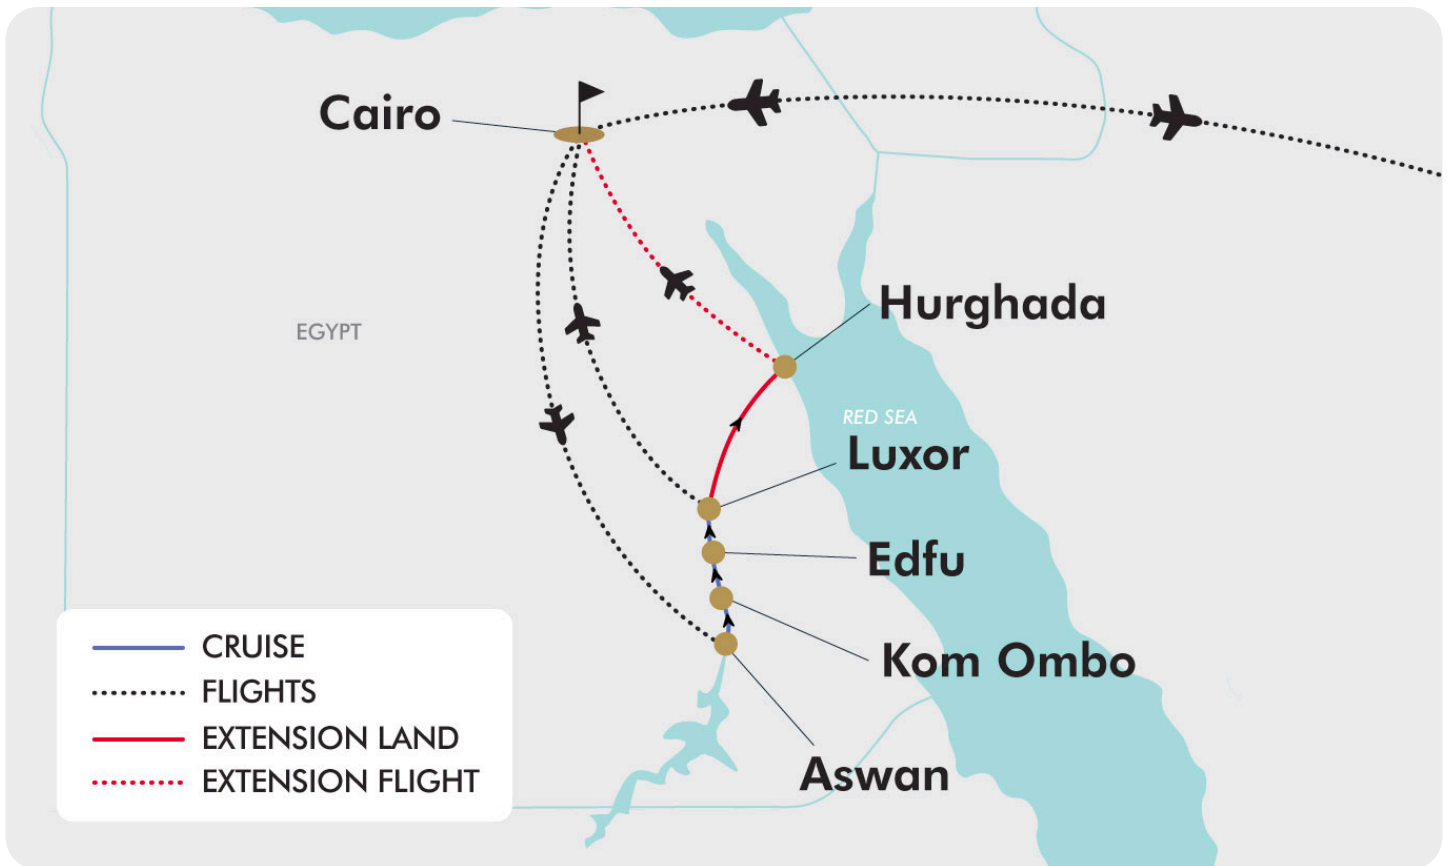 Cairo
Hurghada
EGYPT
RED SEA
Luxor
Edfu
Kom Ombo
Aswan
CRUISE
FLIGHTS
EXTENSION LAND
EXTENSION FLIGHT